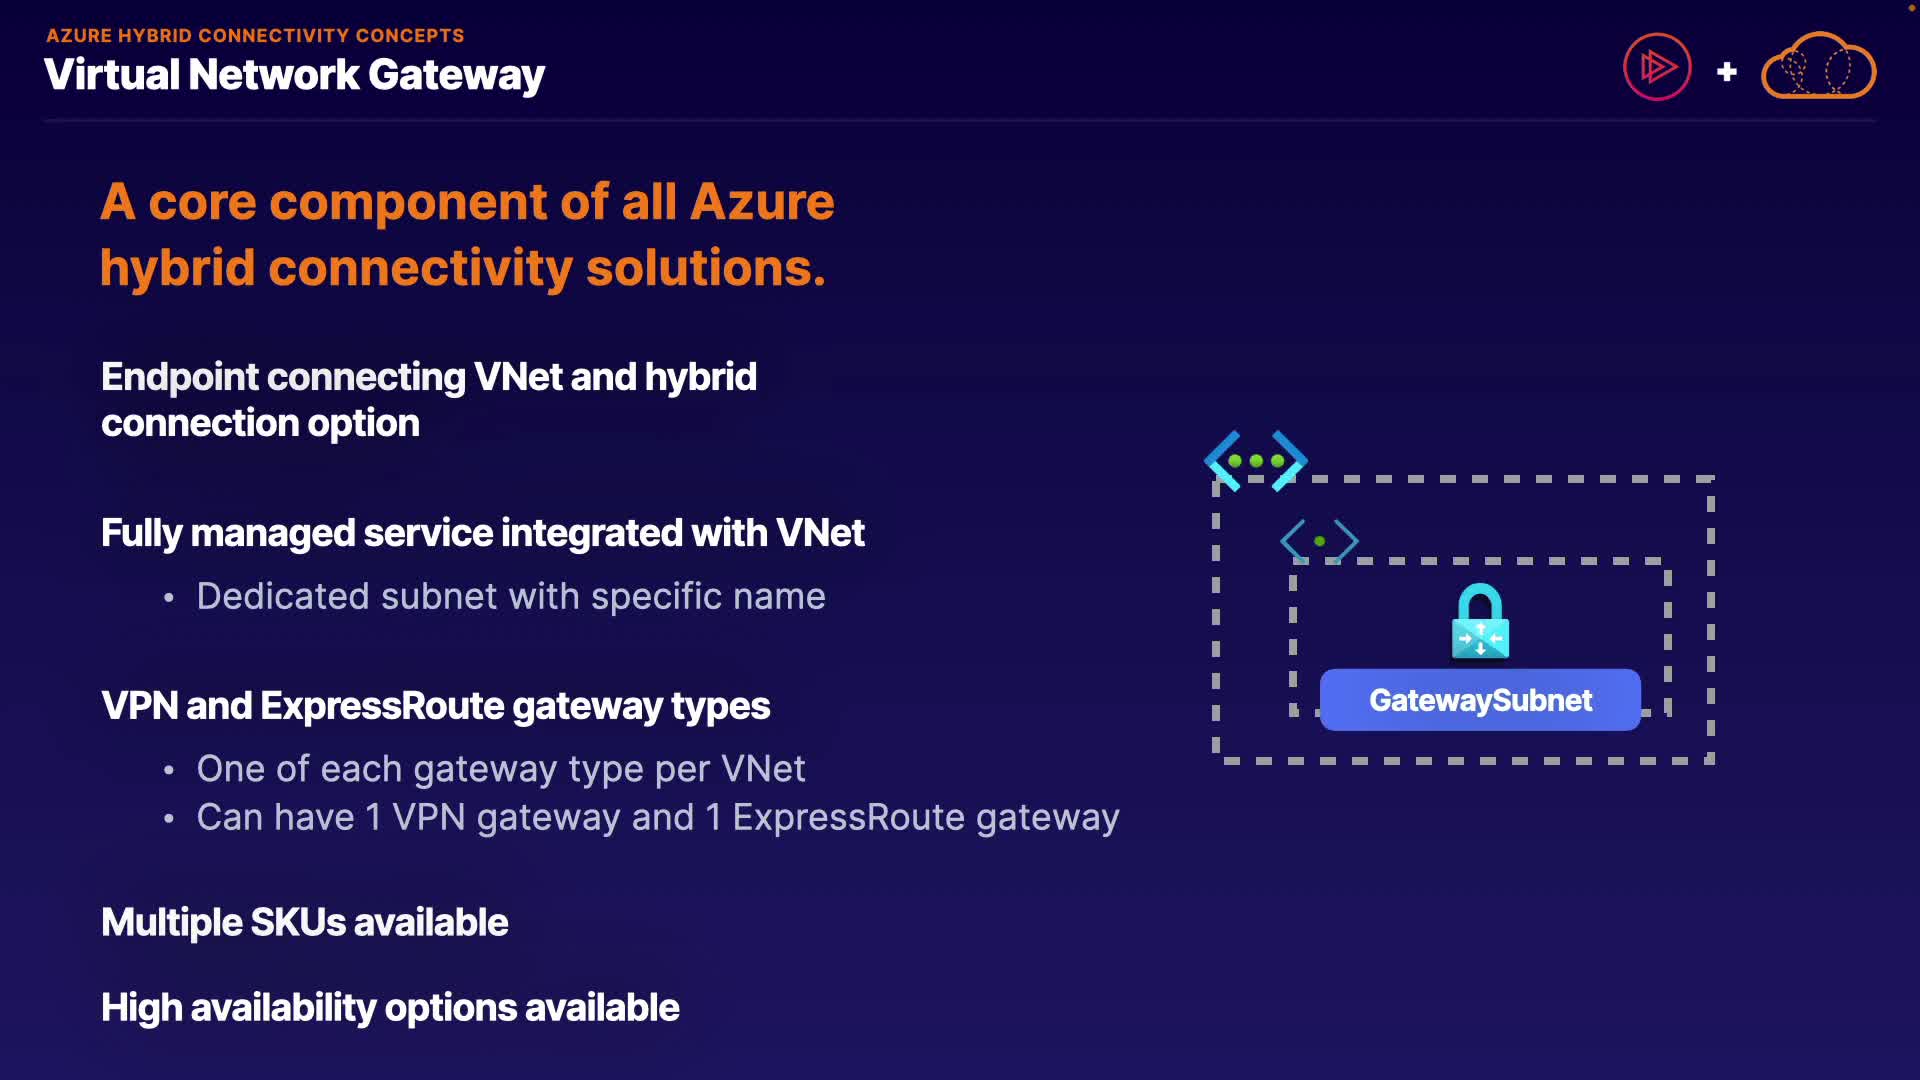 AZURE HYBRID CONNECTIVITY CONCEPTS
Virtual Network Gateway
A core component of all Azure
hybrid connectivity solutions.
Endpoint connecting VNet and hybrid
connection option
Fully managed service integrated with VNet
• Dedicated subnet with specific name
VPN and ExpressRoute gateway types
• One of each gateway type per VNet
• Can have 1 VPN gateway and 1 ExpressRoute gateway
Multiple SKUs available
High availability options available
GatewaySubnet